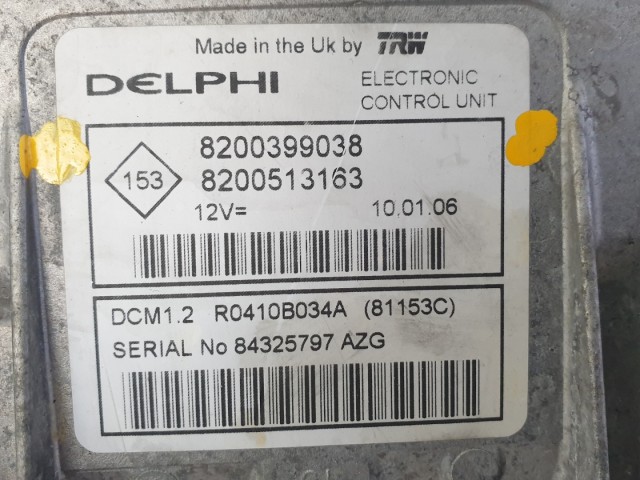 Made in the Uk by TRW
DELPHI ELECTRONIC
CONTROL UNIT
8200399038
153
8200513163
12V= 10.01.06
DCM1.2 R0410B034A (81153C)
SERIAL No 84325797 AZG